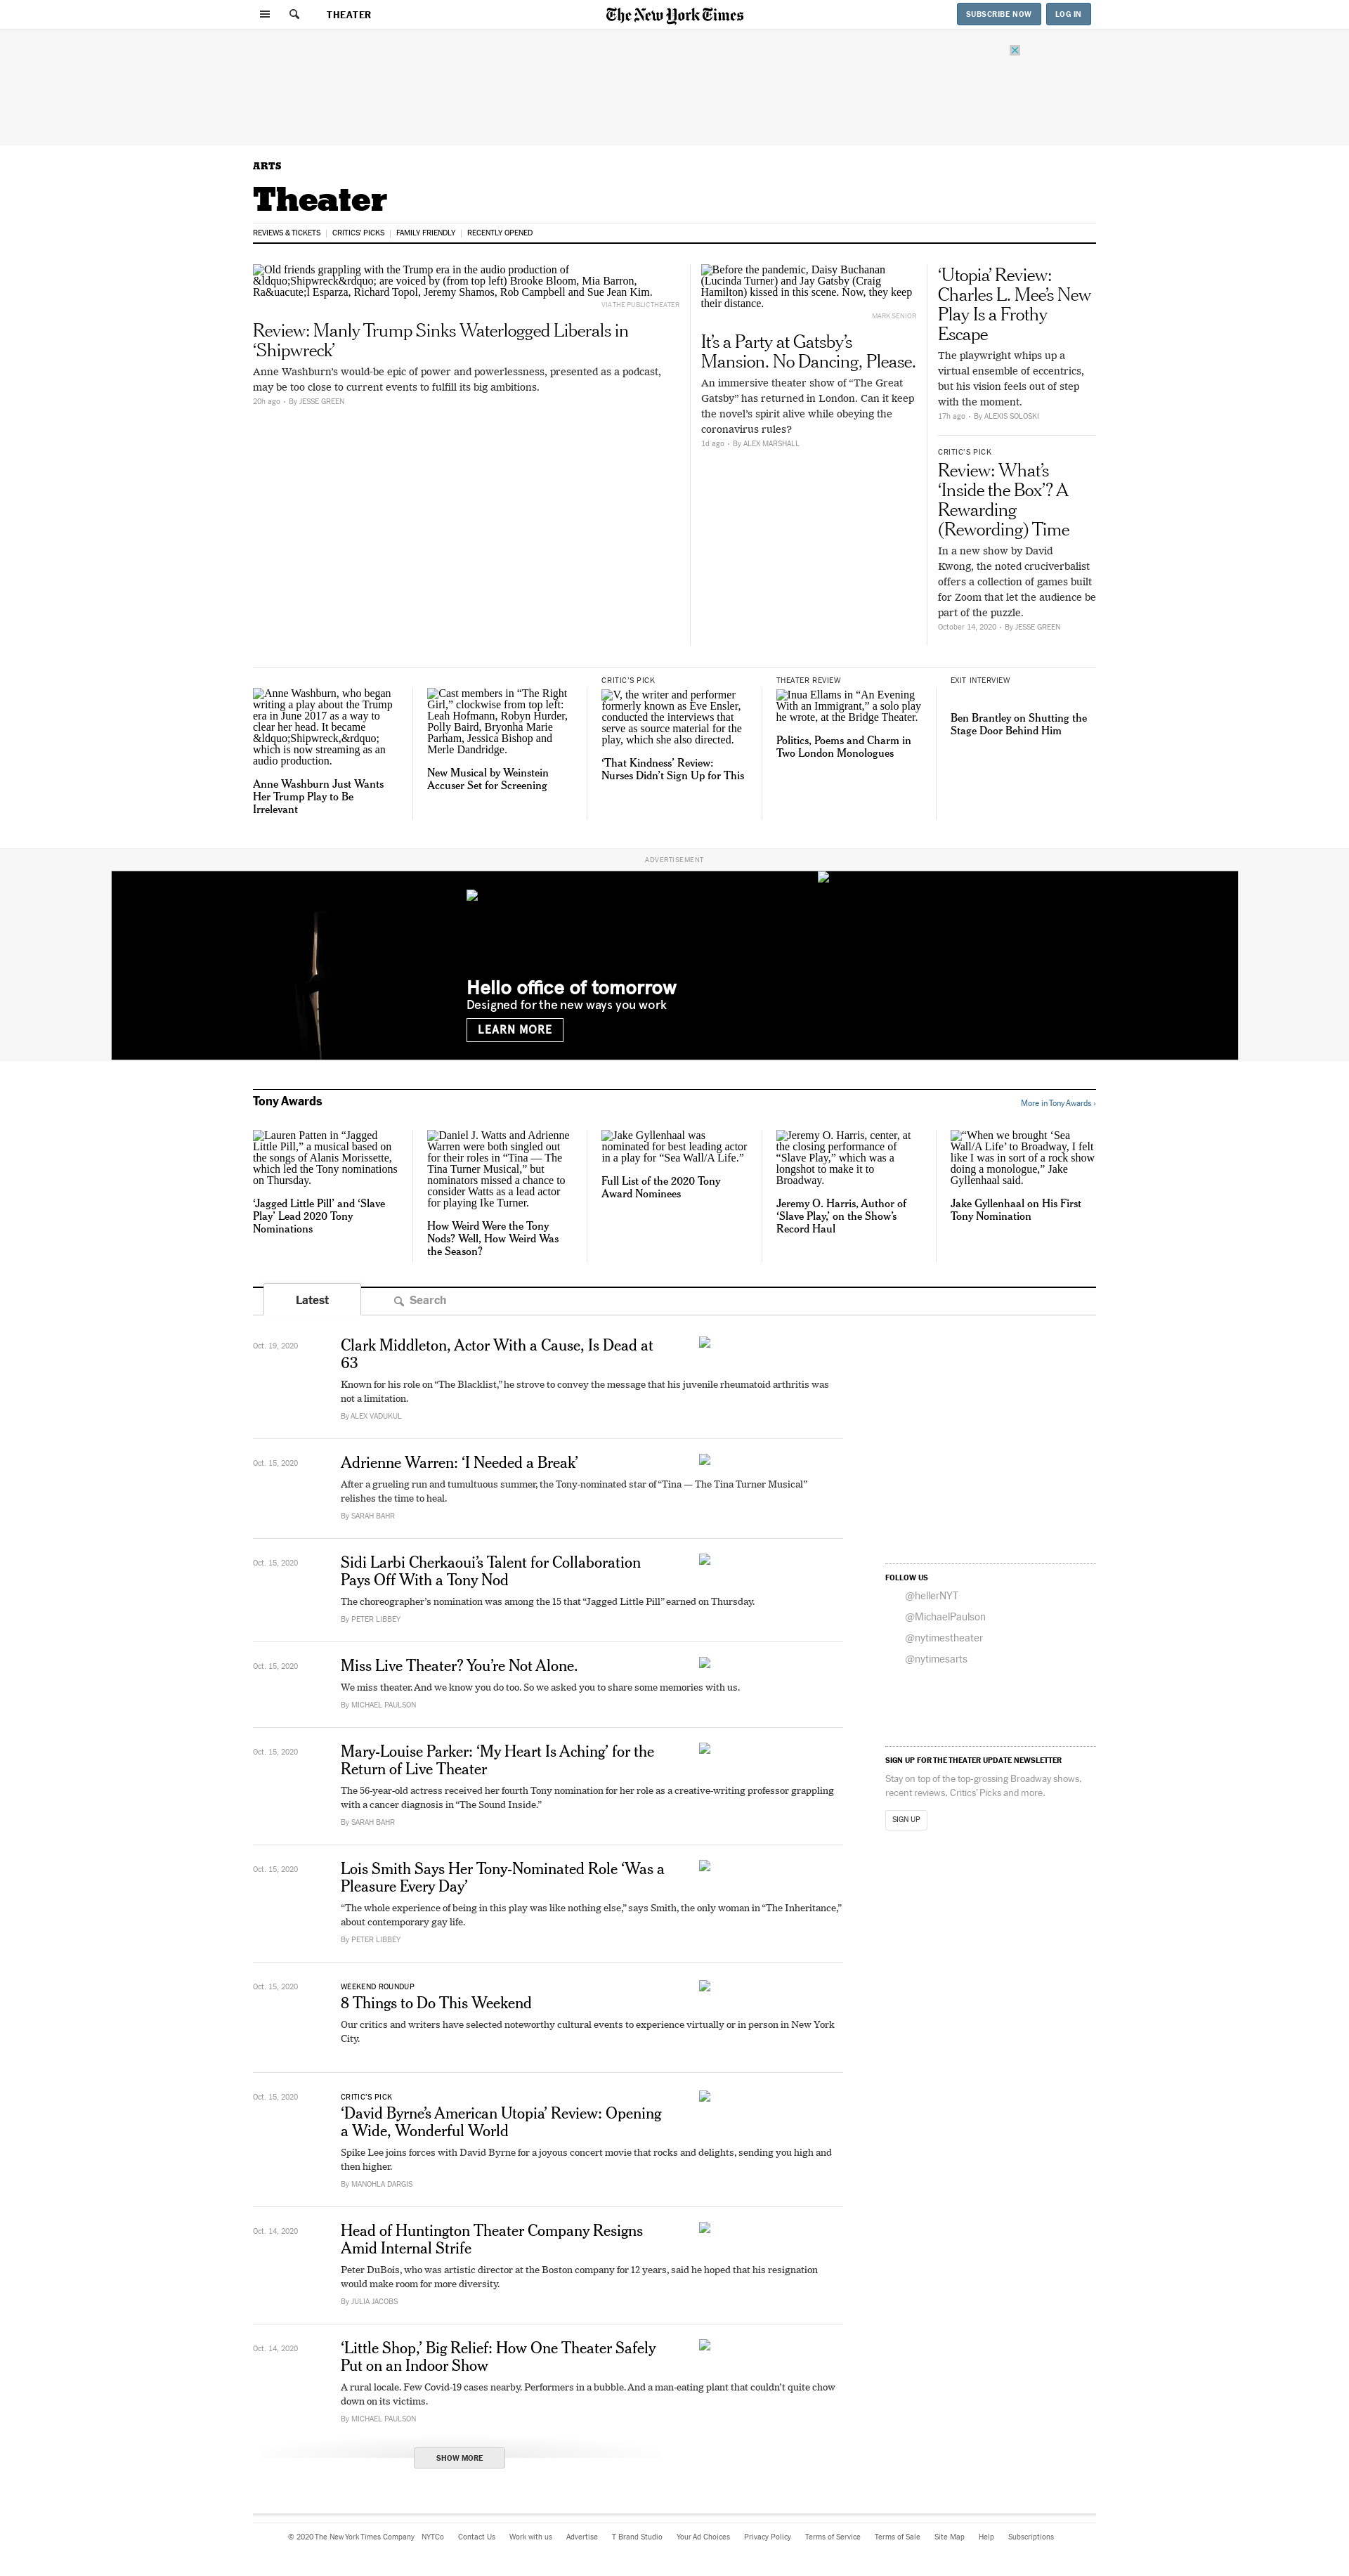 THEATER
The New York Times
SUBSCRIBE NOW
LOG IN
ARTS
Theater
REVIEWS & TICKETS
CRITICS' PICKS
FAMILY FRIENDLY
RECENTLY OPENED
Old friends grappling with the Trump era in the audio production of
&ldquo;Shipwreck&rdquo; are voiced by (from top left) Brooke Bloom, Mia Barron,
Ra&uacute;l Esparza, Richard Topol, Jeremy Shamos, Rob Campbell and Sue Jean Kim.
VIA THE PUBLIC THEATER
Review: Manly Trump Sinks Waterlogged Liberals in
‘Shipwreck’
Anne Washburn’s would-be epic of power and powerlessness, presented as a podcast,
may be too close to current events to fulfill its big ambitions.
20h ago • By JESSE GREEN
Before the pandemic, Daisy Buchanan
(Lucinda Turner) and Jay Gatsby (Craig
Hamilton) kissed in this scene. Now, they keep
their distance.
MARK SENIOR
It’s a Party at Gatsby’s
Mansion. No Dancing, Please.
An immersive theater show of “The Great
Gatsby” has returned in London. Can it keep
the novel’s spirit alive while obeying the
coronavirus rules?
1d ago • By ALEX MARSHALL
‘Utopia’ Review:
Charles L. Mee’s New
Play Is a Frothy
Escape
The playwright whips up a
virtual ensemble of eccentrics,
but his vision feels out of step
with the moment.
17h ago • By ALEXIS SOLOSKI
CRITIC’S PICK
Review: What’s
‘Inside the Box’? A
Rewarding
(Rewording) Time
In a new show by David
Kwong, the noted cruciverbalist
offers a collection of games built
for Zoom that let the audience be
part of the puzzle.
October 14, 2020 • By JESSE GREEN
Anne Washburn, who began
writing a play about the Trump
era in June 2017 as a way to
clear her head. It became
&ldquo;Shipwreck,&rdquo;
which is now streaming as an
audio production.
Anne Washburn Just Wants
Her Trump Play to Be
Irrelevant
Cast members in “The Right
Girl,” clockwise from top left:
Leah Hofmann, Robyn Hurder,
Polly Baird, Bryonha Marie
Parham, Jessica Bishop and
Merle Dandridge.
New Musical by Weinstein
Accuser Set for Screening
CRITIC’S PICK
V, the writer and performer
formerly known as Eve Ensler,
conducted the interviews that
serve as source material for the
play, which she also directed.
‘That Kindness’ Review:
Nurses Didn’t Sign Up for This
THEATER REVIEW
Inua Ellams in “An Evening
With an Immigrant,” a solo play
he wrote, at the Bridge Theater.
Politics, Poems and Charm in
Two London Monologues
EXIT INTERVIEW
Ben Brantley on Shutting the
Stage Door Behind Him
ADVERTISEMENT
Hello office of tomorrow
Designed for the new ways you work
LEARN MORE
Tony Awards
More in Tony Awards ›
Lauren Patten in “Jagged
Little Pill,” a musical based on
the songs of Alanis Morissette,
which led the Tony nominations
on Thursday.
‘Jagged Little Pill’ and ‘Slave
Play’ Lead 2020 Tony
Nominations
Daniel J. Watts and Adrienne
Warren were both singled out
for their roles in “Tina — The
Tina Turner Musical,” but
nominators missed a chance to
consider Watts as a lead actor
for playing Ike Turner.
How Weird Were the Tony
Nods? Well, How Weird Was
the Season?
Jake Gyllenhaal was
nominated for best leading actor
in a play for “Sea Wall/A Life.”
Full List of the 2020 Tony
Award Nominees
Jeremy O. Harris, center, at
the closing performance of
“Slave Play,” which was a
longshot to make it to
Broadway.
Jeremy O. Harris, Author of
‘Slave Play,’ on the Show’s
Record Haul
“When we brought ‘Sea
Wall/A Life’ to Broadway, I felt
like I was in sort of a rock show
doing a monologue,” Jake
Gyllenhaal said.
Jake Gyllenhaal on His First
Tony Nomination
Latest
Search
Oct. 19, 2020
Clark Middleton, Actor With a Cause, Is Dead at
63
Known for his role on “The Blacklist,” he strove to convey the message that his juvenile rheumatoid arthritis was
not a limitation.
By ALEX VADUKUL
Oct. 15, 2020
Adrienne Warren: ‘I Needed a Break’
After a grueling run and tumultuous summer, the Tony-nominated star of “Tina — The Tina Turner Musical”
relishes the time to heal.
By SARAH BAHR
Oct. 15, 2020
Sidi Larbi Cherkaoui’s Talent for Collaboration
Pays Off With a Tony Nod
The choreographer’s nomination was among the 15 that “Jagged Little Pill” earned on Thursday.
By PETER LIBBEY
Oct. 15, 2020
Miss Live Theater? You’re Not Alone.
We miss theater. And we know you do too. So we asked you to share some memories with us.
By MICHAEL PAULSON
Oct. 15, 2020
Mary-Louise Parker: ‘My Heart Is Aching’ for the
Return of Live Theater
The 56-year-old actress received her fourth Tony nomination for her role as a creative-writing professor grappling
with a cancer diagnosis in “The Sound Inside.”
By SARAH BAHR
Oct. 15, 2020
Lois Smith Says Her Tony-Nominated Role ‘Was a
Pleasure Every Day’
“The whole experience of being in this play was like nothing else,” says Smith, the only woman in “The Inheritance,”
about contemporary gay life.
By PETER LIBBEY
Oct. 15, 2020
WEEKEND ROUNDUP
8 Things to Do This Weekend
Our critics and writers have selected noteworthy cultural events to experience virtually or in person in New York
City.
Oct. 15, 2020
CRITIC’S PICK
‘David Byrne’s American Utopia’ Review: Opening
a Wide, Wonderful World
Spike Lee joins forces with David Byrne for a joyous concert movie that rocks and delights, sending you high and
then higher.
By MANOHLA DARGIS
Oct. 14, 2020
Head of Huntington Theater Company Resigns
Amid Internal Strife
Peter DuBois, who was artistic director at the Boston company for 12 years, said he hoped that his resignation
would make room for more diversity.
By JULIA JACOBS
Oct. 14, 2020
‘Little Shop,’ Big Relief: How One Theater Safely
Put on an Indoor Show
A rural locale. Few Covid-19 cases nearby. Performers in a bubble. And a man-eating plant that couldn’t quite chow
down on its victims.
By MICHAEL PAULSON
SHOW MORE
FOLLOW US
@hellerNYT
@MichaelPaulson
@nytimestheater
@nytimesarts
SIGN UP FOR THE THEATER UPDATE NEWSLETTER
Stay on top of the top-grossing Broadway shows,
recent reviews, Critics’ Picks and more.
SIGN UP
© 2020 The New York Times Company NYTCo Contact Us Work with us Advertise T Brand Studio Your Ad Choices Privacy Policy Terms of Service Terms of Sale Site Map Help Subscriptions